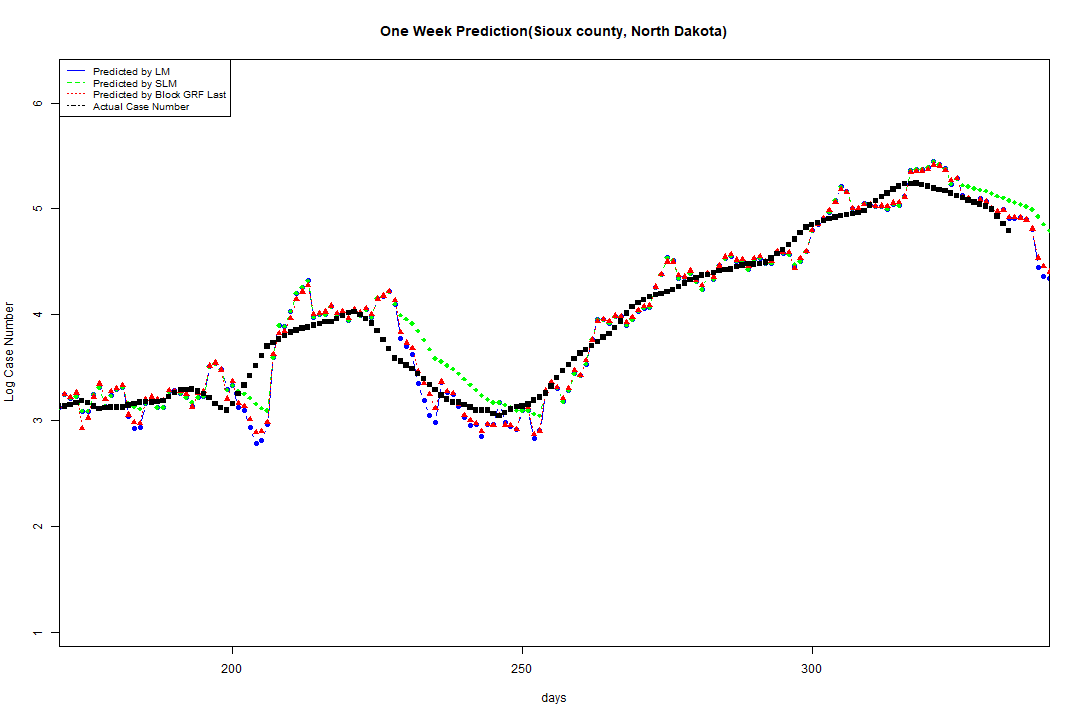 One Week Prediction(Sioux county, North Dakota)
Predicted by LM
Predicted by SLM
Predicted by Block GRF Last
Actual Case Number
6
5
4
3
2
1
Log Case Number
200
250
300
days